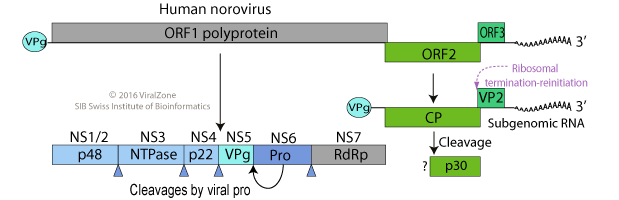 Human norovirus
ORF1 polyprotein
ORF3
VPg
3'
ORF2
Ribosomal
termination-reinitiation
© 2016 ViralZone
SIB Swiss Institute of Bioinformatics
VP2
VPg
3'
CP
Subgenomic RNA
NS1/2 NS3 NS4 NS5 NS6 NS7
p48 NTPase p22 VPg Pro RdRp
Cleavage
? p30
Cleavages by viral pro